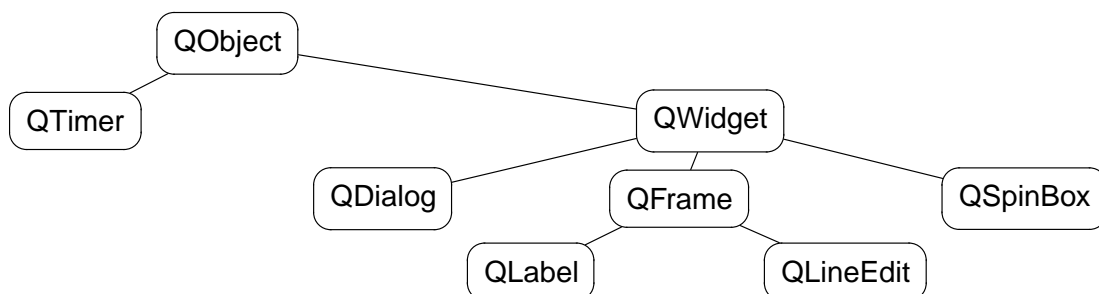 QObject
QTimer
QWidget
QDialog
QFrame
QSpinBox
QLabel
QLineEdit